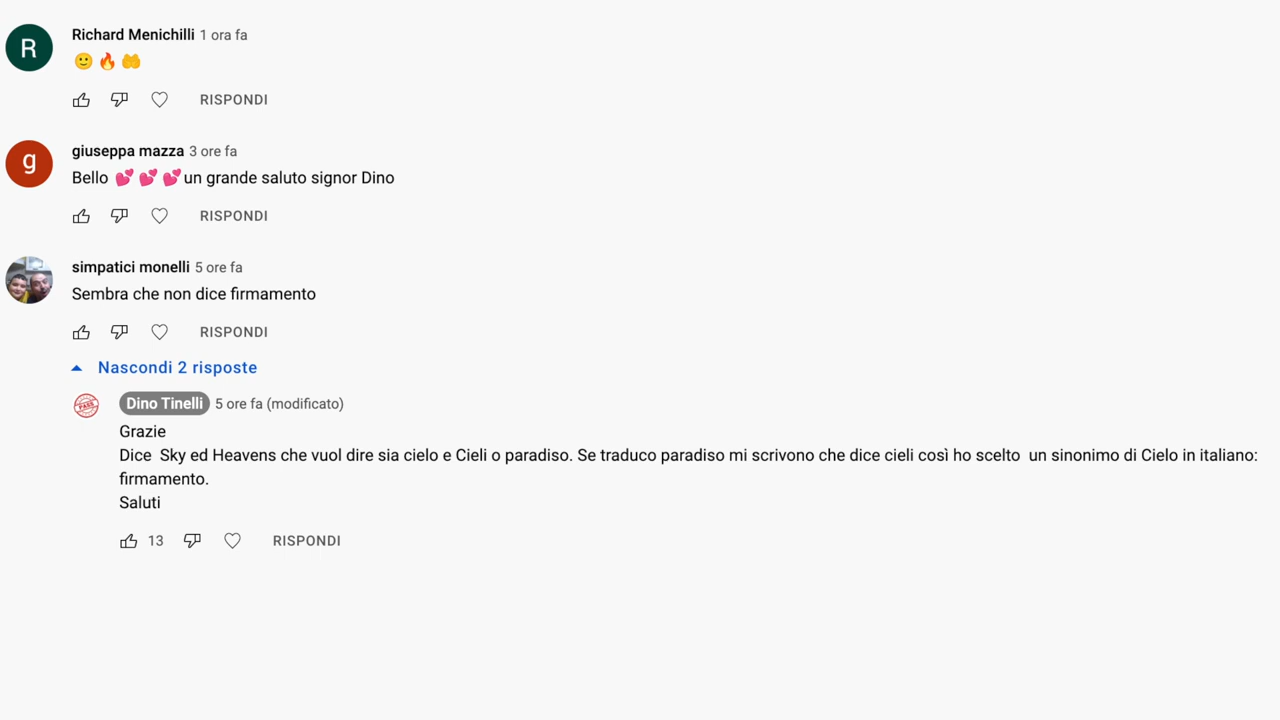 R
Richard Menichilli 1 ora fa
🙂 🔥 🤲
RISPONDI
g
giuseppa mazza 3 ore fa
Bello 💕 💕 💕 un grande saluto signor Dino
RISPONDI
simpatici monelli 5 ore fa
Sembra che non dice firmamento
RISPONDI
Nascondi 2 risposte
PASS
Dino Tinelli 5 ore fa (modificato)
Grazie
Dice  Sky ed Heavens che vuol dire sia cielo e Cieli o paradiso. Se traduco paradiso mi scrivono che dice cieli così ho scelto  un sinonimo di Cielo in italiano:
firmamento.
Saluti
13 RISPONDI